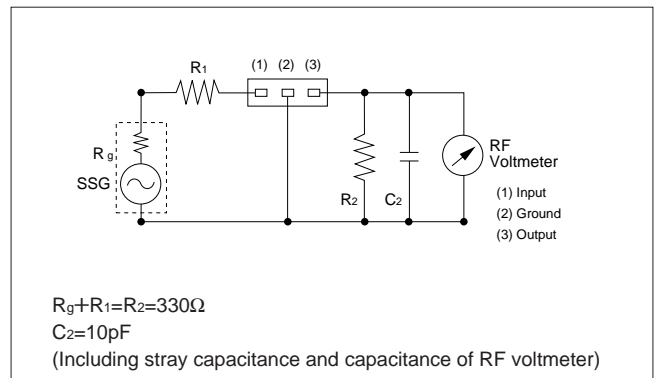 R1
(1) (2) (3)
Rg
SSG
R2
C2
RF
Voltmeter
(1) Input
(2) Ground
(3) Output
Rg+R1=R2=330Ω
C2=10pF
(Including stray capacitance and capacitance of RF voltmeter)